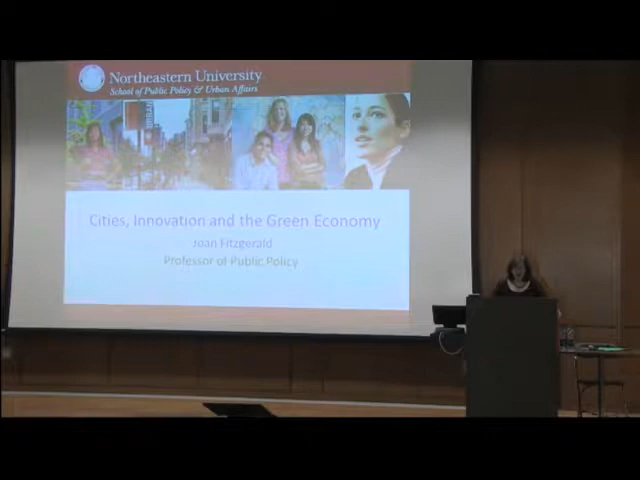 Northeastern University
School of Public Policy & Urban Affairs
URBAN
Cities, Innovation and the Green Economy
Joan Fitzgerald
Professor of Public Policy